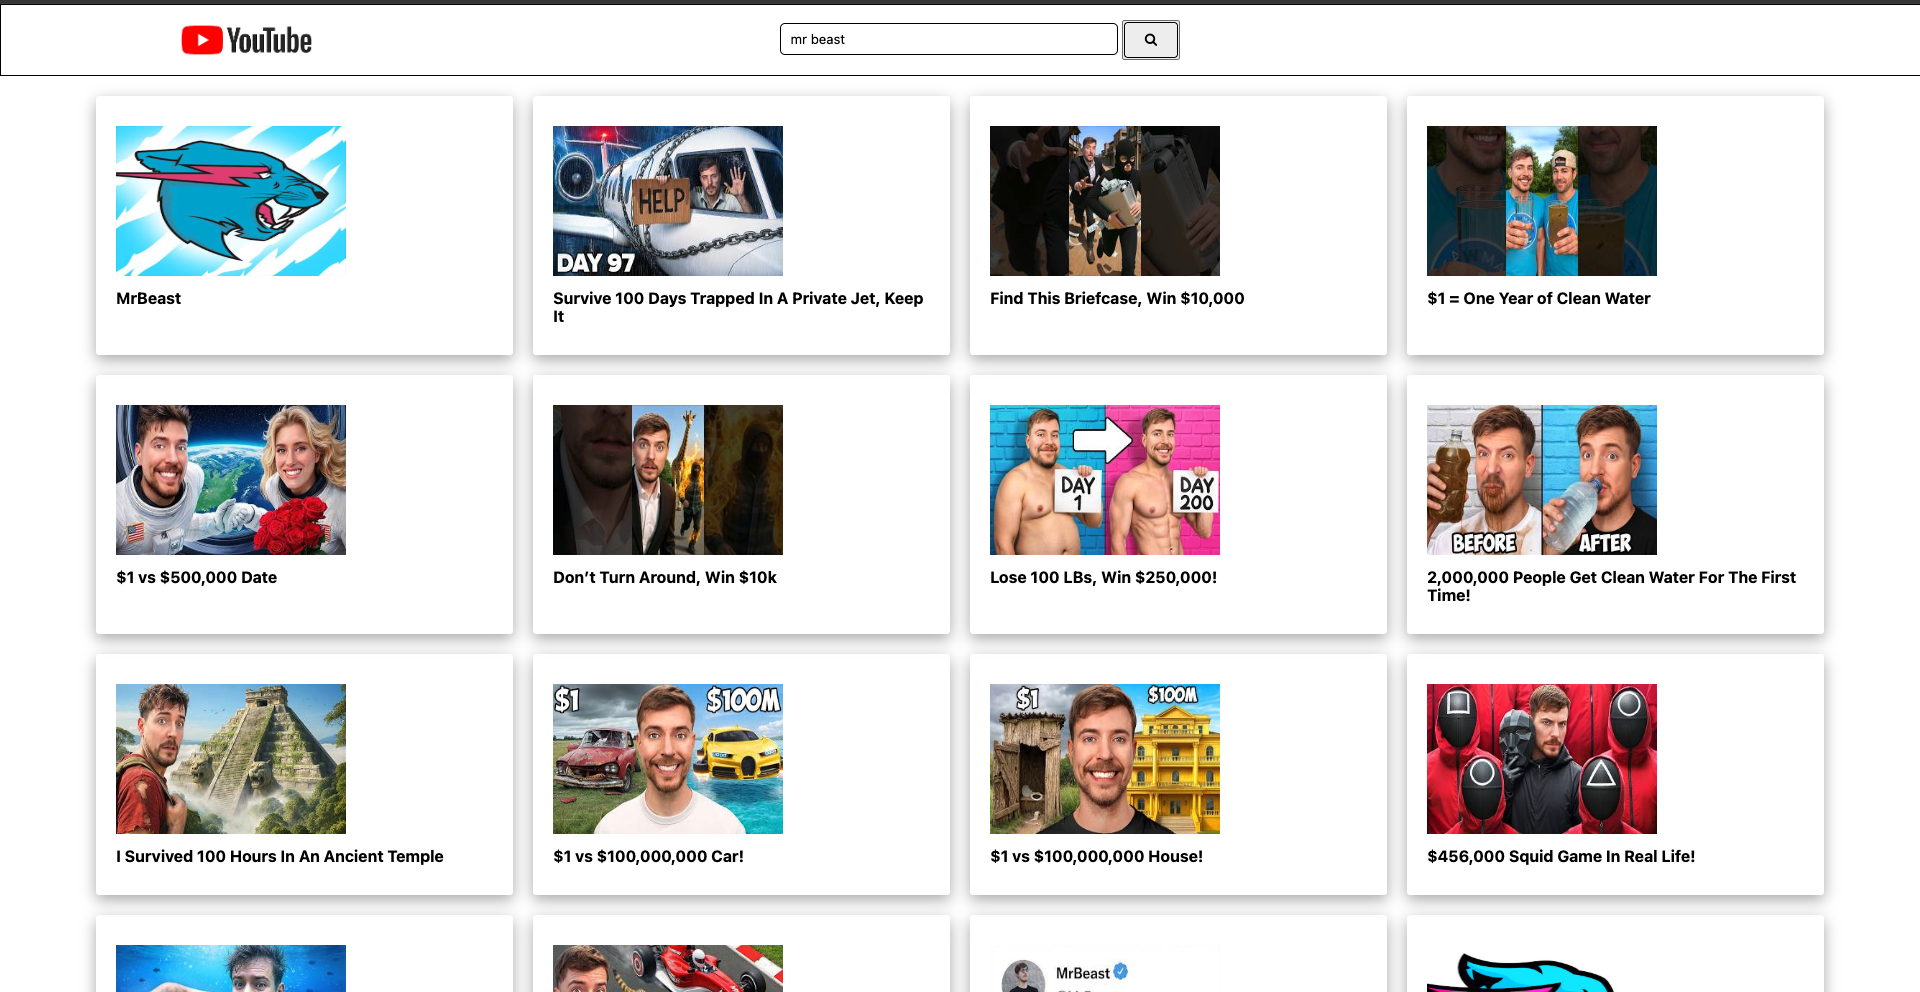 YouTube
mr beast
HELP
DAY 97
MrBeast
Survive 100 Days Trapped In A Private Jet, Keep
It
Find This Briefcase, Win $10,000
$1 = One Year of Clean Water
DAY
1
DAY
200
BEFORE
AFTER
$1 vs $500,000 Date
Don’t Turn Around, Win $10k
Lose 100 LBs, Win $250,000!
2,000,000 People Get Clean Water For The First
Time!
$1
$100M
$1
$100M
I Survived 100 Hours In An Ancient Temple
$1 vs $100,000,000 Car!
$1 vs $100,000,000 House!
$456,000 Squid Game In Real Life!
MrBeast